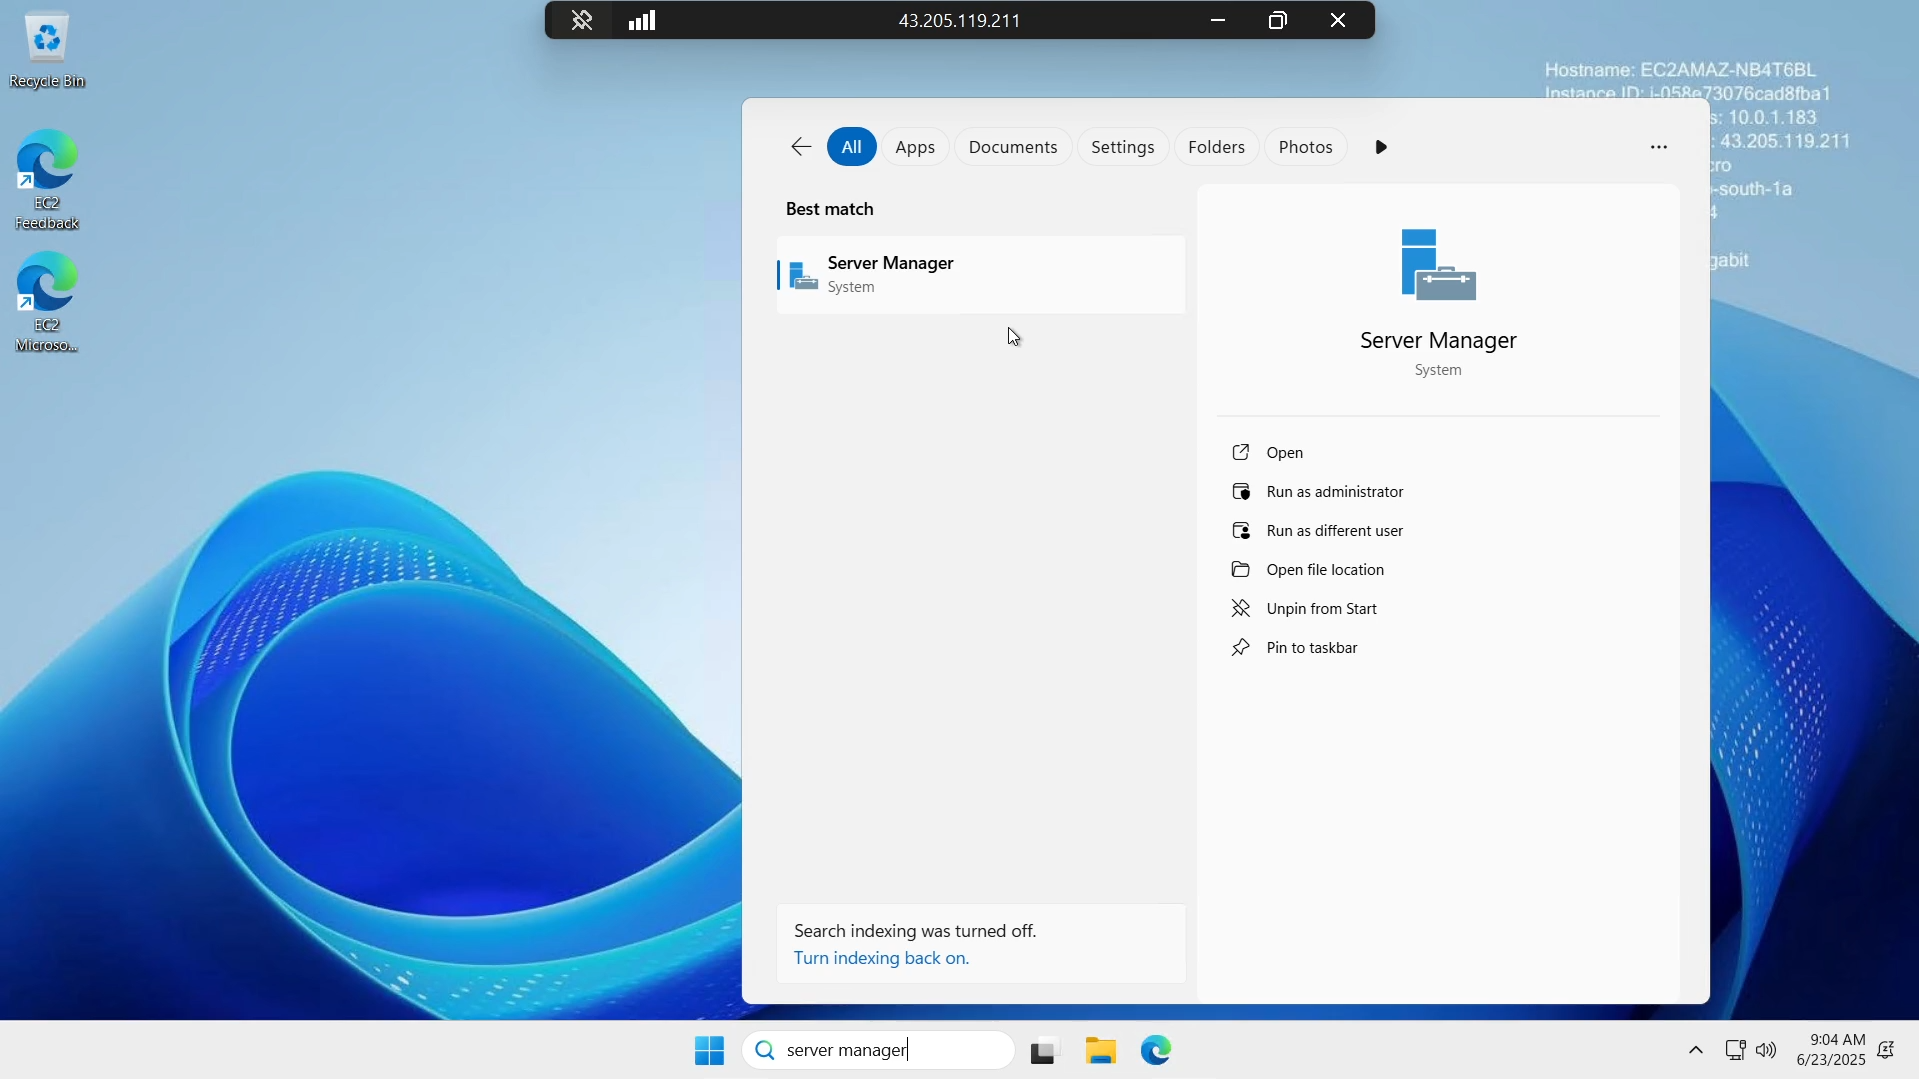 43.205.119.211
Recycle Bin
EC2
Feedback
EC2
Microso...
Hostname: EC2AMAZ-NB4T6BL
Instance ID: i-058e73076cad8fba1
s: 10.0.1.183
: 43.205.119.211
cro
-south-1a
4
gabit
All
Apps
Documents
Settings
Folders
Photos
Best match
Server Manager
System
Server Manager
System
Open
Run as administrator
Run as different user
Open file location
Unpin from Start
Pin to taskbar
Search indexing was turned off.
Turn indexing back on.
server manager
9:04 AM
6/23/2025